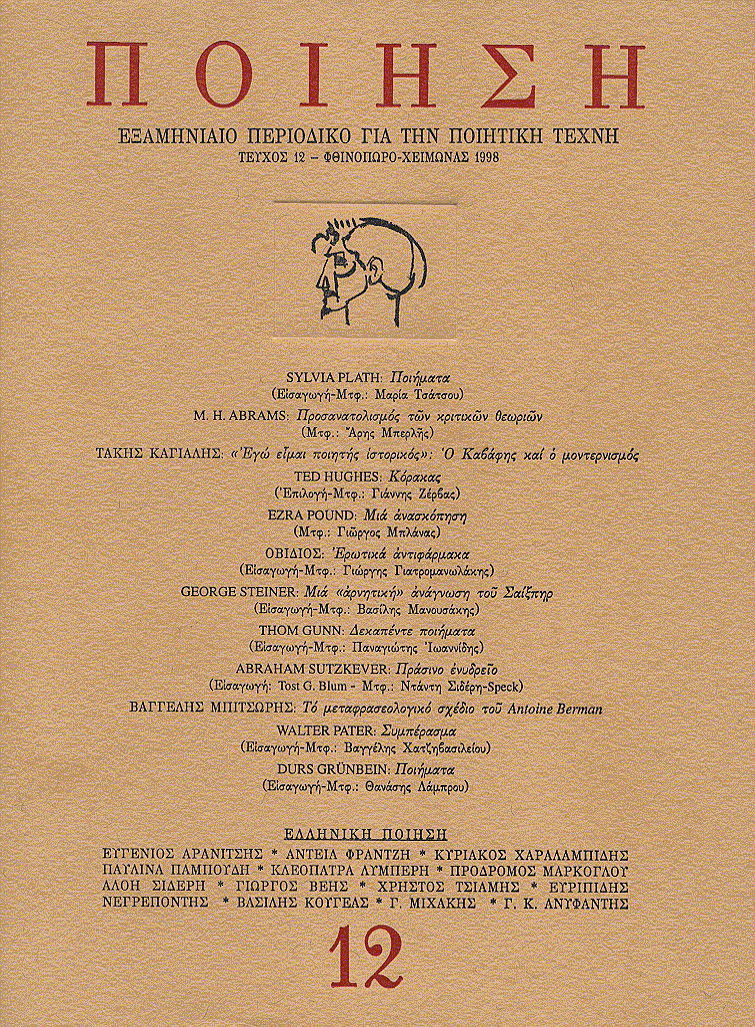 ΠΟΙΗΣΗ
ΕΞΑΜΗΝΙΑΙΟ ΠΕΡΙΟΔΙΚΟ ΓΙΑ ΤΗΝ ΠΟΙΗΤΙΚΗ ΤΕΧΝΗ
ΤΕΥΧΟΣ 12 – ΦΘΙΝΟΠΩΡΟ-ΧΕΙΜΩΝΑΣ 1998
SYLVIA PLATH: Ποιήματα
(Εἰσαγωγή-Μτφ.: Μαρία Τσάτσου)
M. H. ABRAMS: Προσανατολισμός τῶν κριτικῶν θεωριῶν
(Μτφ.: Ἄρης Μπερλῆς)
ΤΑΚΗΣ ΚΑΓΙΑΛΗΣ: «Ἐγώ εἶμαι ποιητής ἱστορικός»: Ὁ Καβάφης καί ὁ μοντερνισμός
TED HUGHES: Κόρακας
(Ἐπιλογή-Μτφ.: Γιάννης Ζέρβας)
EZRA POUND: Μιά ἀνασκόπηση
(Μτφ.: Γιῶργος Μπλάνας)
ΟΒΙΔΙΟΣ: Ἐρωτικά ἀντιφάρμακα
(Εἰσαγωγή-Μτφ.: Γιώργης Γιατρομανωλάκης)
GEORGE STEINER: Μιά «ἀρνητική» ἀνάγνωση τοῦ Σαίξπηρ
(Εἰσαγωγή-Μτφ.: Βασίλης Μανουσάκης)
THOM GUNN: Δεκαπέντε ποιήματα
(Εἰσαγωγή-Μτφ.: Παναγιώτης Ἰωαννίδης)
ABRAHAM SUTZKEVER: Πράσινο ἐνυδρεῖο
(Εἰσαγωγή: Tost G. Blum - Μτφ.: Ντάντη Σιδέρη-Speck)
ΒΑΓΓΕΛΗΣ ΜΠΙΤΣΩΡΗΣ: Τό μεταφρασεολογικό σχέδιο τοῦ Antoine Berman
WALTER PATER: Συμπέρασμα
(Εἰσαγωγή-Μτφ.: Βαγγέλης Χατζηβασιλείου)
DURS GRÜNBEIN: Ποιήματα
(Εἰσαγωγή-Μτφ.: Θανάσης Λάμπρου)
ΕΛΛΗΝΙΚΗ ΠΟΙΗΣΗ
ΕΥΓΕΝΙΟΣ ΑΡΑΝΙΤΣΗΣ * ΑΝΤΕΙΑ ΦΡΑΝΤΖΗ * ΚΥΡΙΑΚΟΣ ΧΑΡΑΛΑΜΠΙΔΗΣ
ΠΑΥΛΙΝΑ ΠΑΜΠΟΥΔΗ * ΚΛΕΟΠΑΤΡΑ ΛΥΜΠΕΡΗ * ΠΡΟΔΡΟΜΟΣ ΜΑΡΚΟΓΛΟΥ
ΑΛΟΗ ΣΙΔΕΡΗ * ΓΙΩΡΓΟΣ ΒΕΗΣ * ΧΡΗΣΤΟΣ ΤΣΙΑΜΗΣ * ΕΥΡΙΠΙΔΗΣ
ΝΕΓΡΕΠΟΝΤΗΣ * ΒΑΣΙΛΗΣ ΚΟΥΓΕΑΣ * Γ. ΜΙΧΑΚΗΣ * Γ. Κ. ΑΝΥΦΑΝΤΗΣ
12